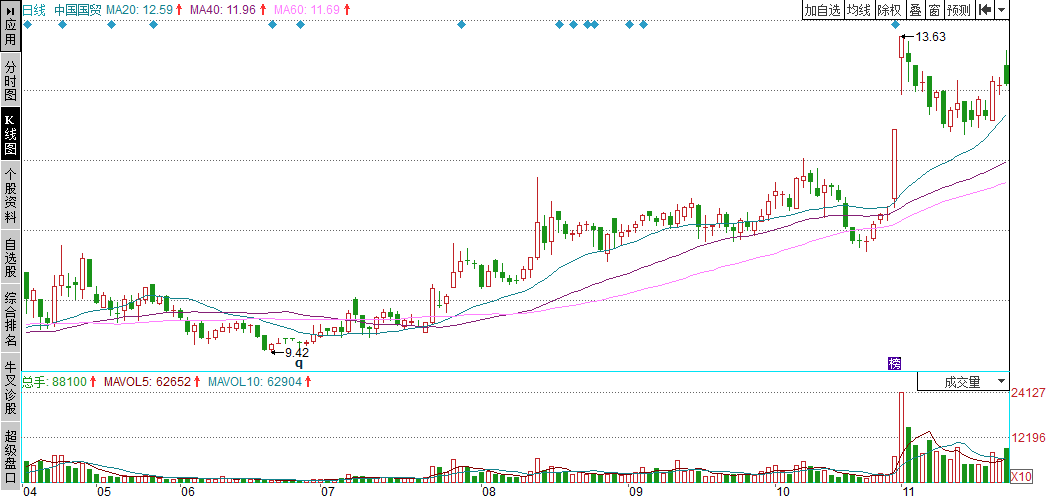 应用
分时图
K线图
个股资料
自选股
综合排名
牛叉诊股
超级盘口
日线 中国国贸 MA20: 12.59 MA40: 11.96 MA60: 11.69
加自选 均线 除权 叠 窗 预测
13.63
9.42
q
榜
总手: 88100 MAVOL5: 62652 MAVOL10: 62904
成交量
24127
12196
X10
04 05 06 07 08 09 10 11